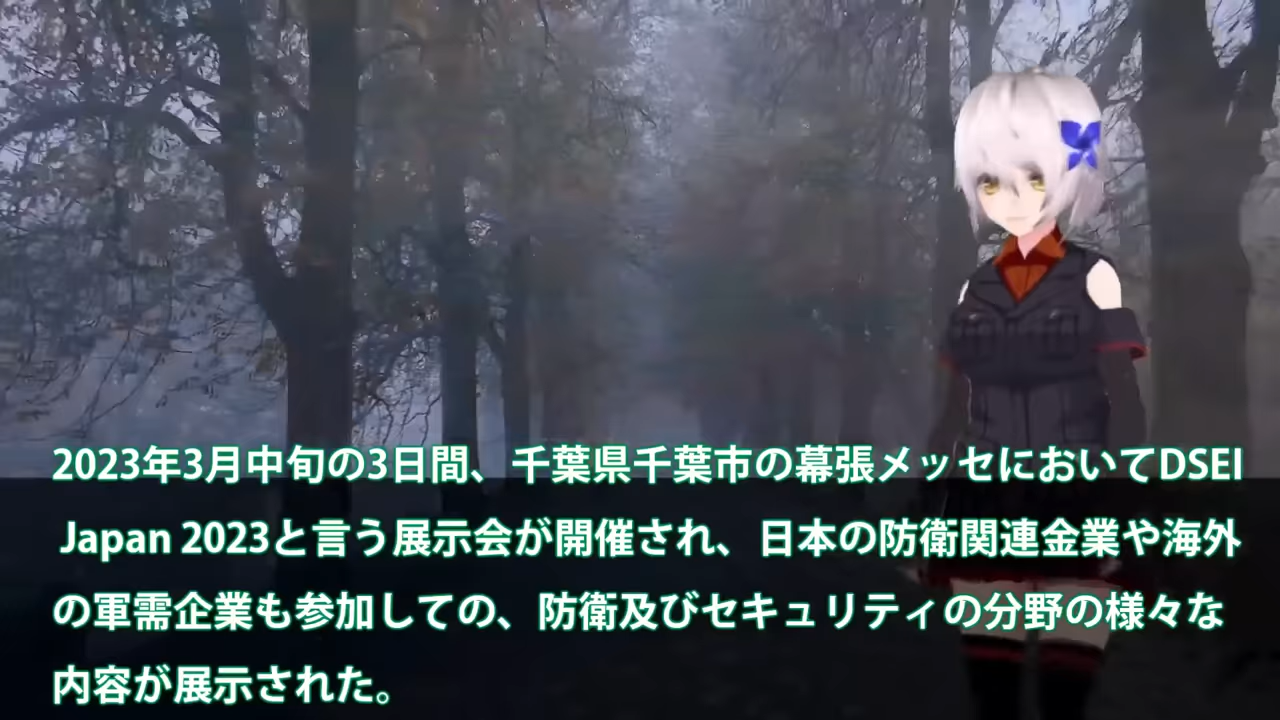 2023年3月中旬の3日間、千葉県千葉市の幕張メッセにおいてDSEI
Japan 2023と言う展示会が開催され、日本の防衛関連金業や海外
の軍需企業も参加しての、防衛及びセキュリティの分野の様々な
内容が展示された。